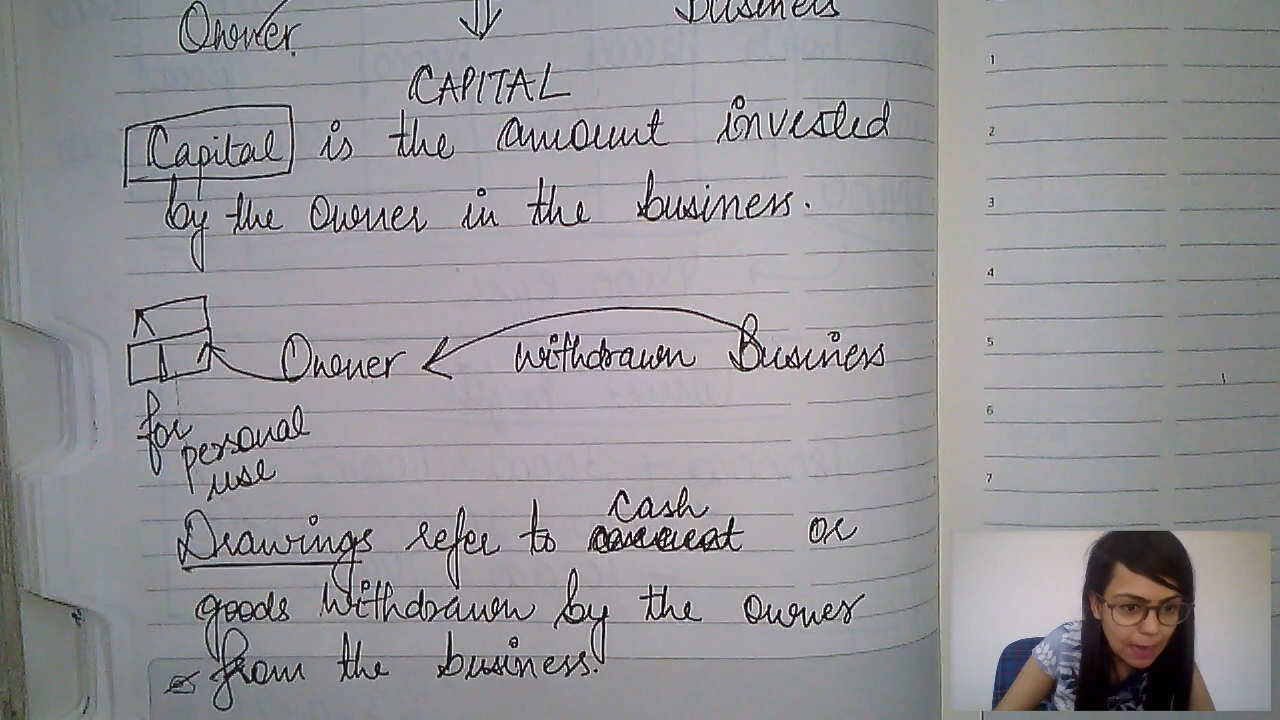 Owner Business
CAPITAL
Capital is the amount invested
by the owner in the business.
Owner withdrawn Business
for
personal
use
Drawings refer to cash or
goods withdrawn by the owner
from the business.
1
2
3
4
5
6
7